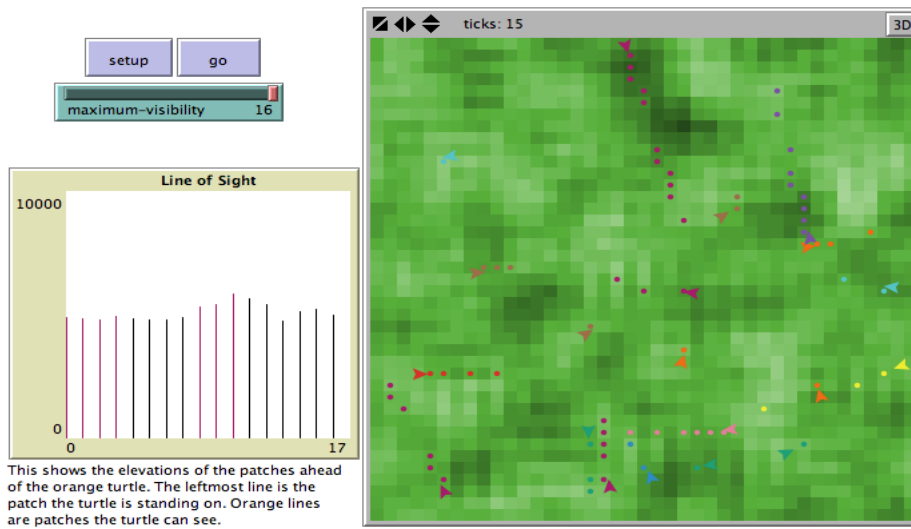 ticks: 15
3D
setup
go
maximum-visibility 16
Line of Sight
10000
0
0 17
This shows the elevations of the patches ahead
of the orange turtle. The leftmost line is the
patch the turtle is standing on. Orange lines
are patches the turtle can see.